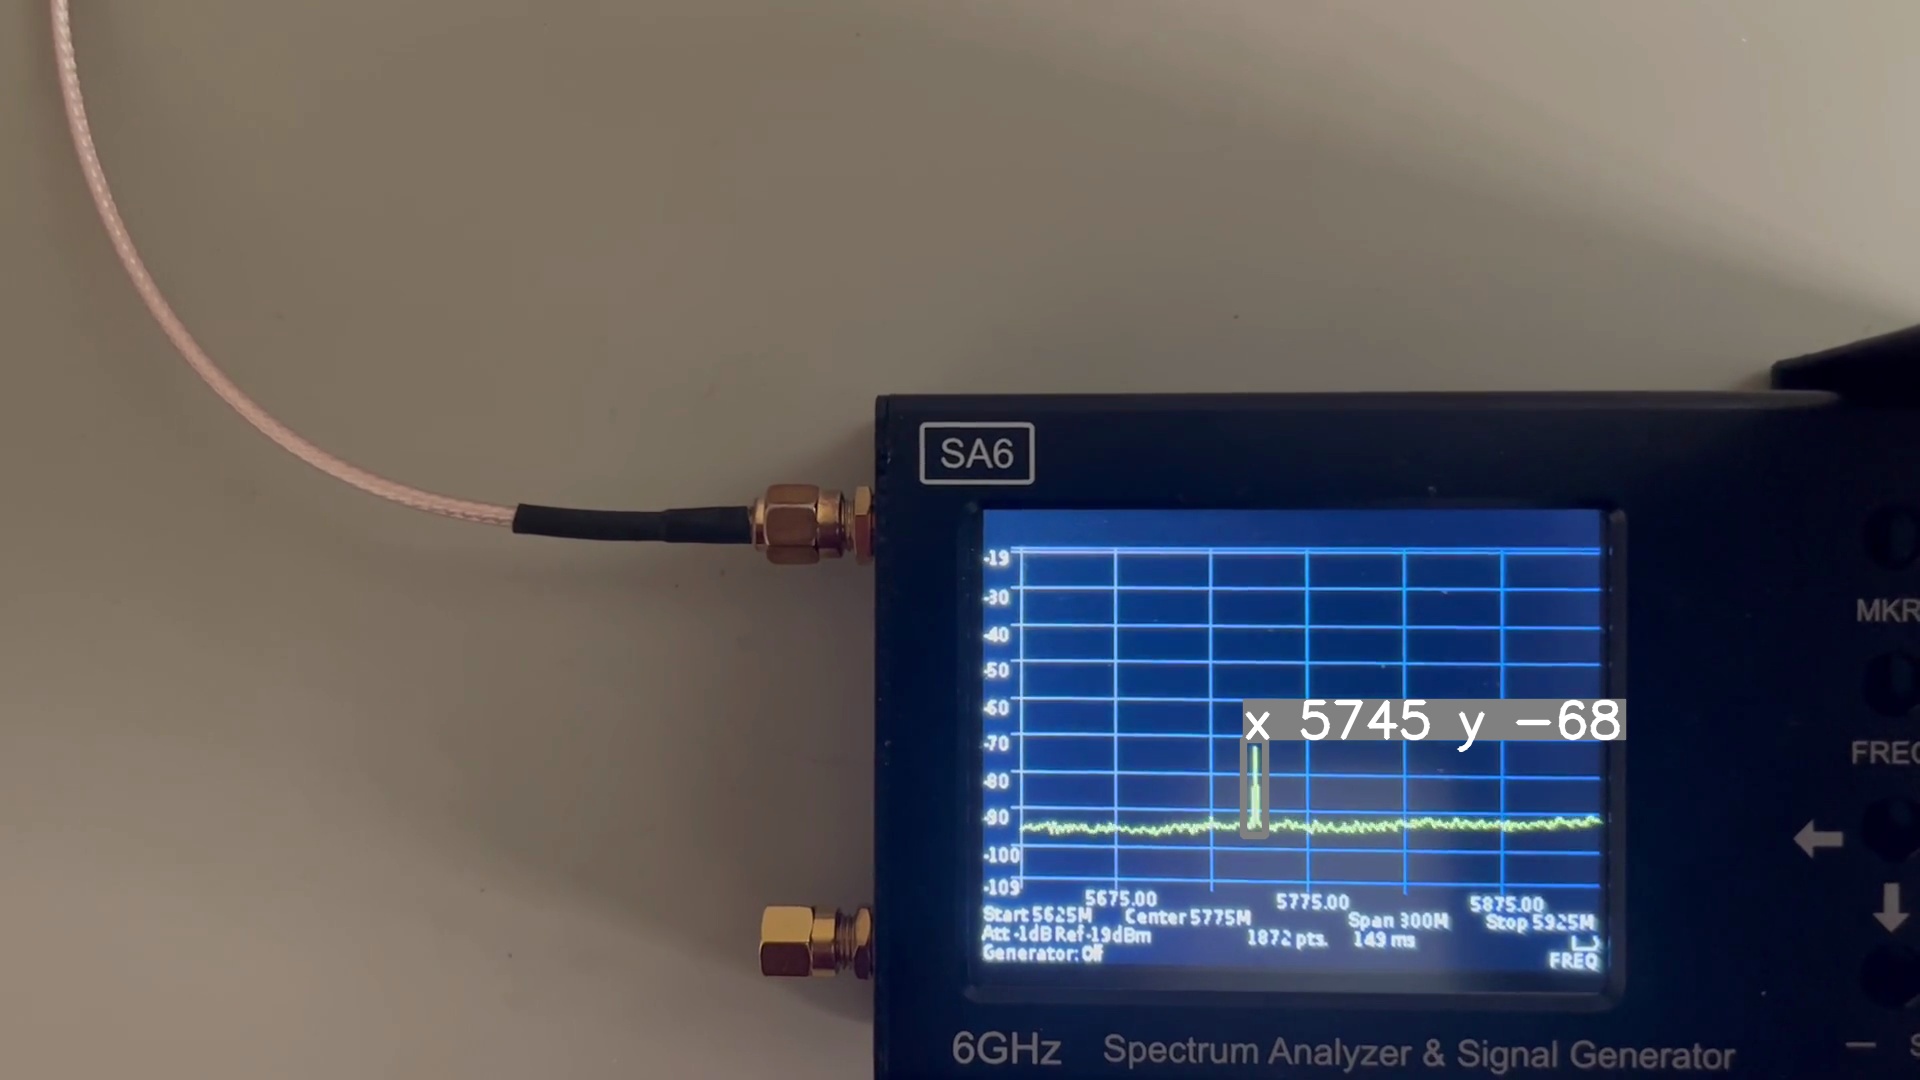 SA6
-19
-30
-40
-50
-60
x 5745 y -68
-70
-80
-90
-100
-109
5675.00 5775.00 5875.00
Start 5625M Center 5775M Span 300M Stop 5925M
Att -1dB Ref -19dBm 1872 pts. 149 ms
Generator: Off FREQ
MKR
FREQ
6GHz Spectrum Analyzer & Signal Generator